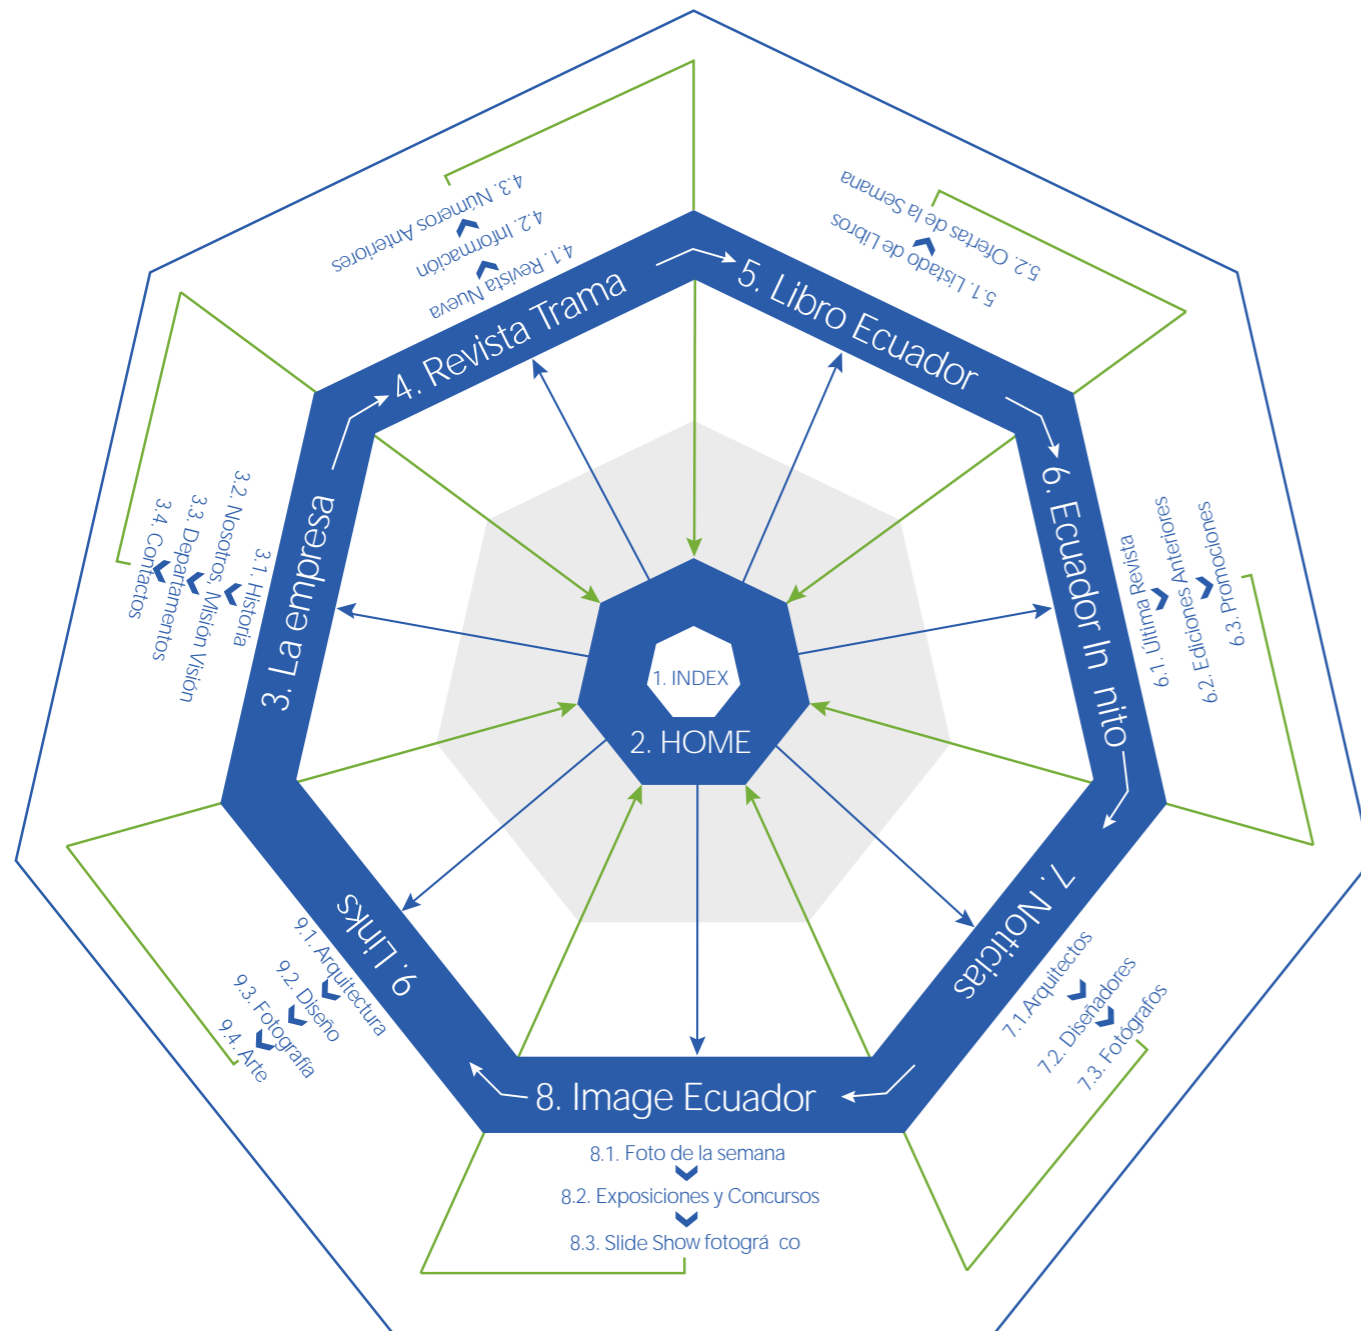 1. INDEX
2. HOME
3. La empresa
3.1. Historia
3.2. Nosotros, Misión Visión
3.3. Departamentos
3.4. Contactos
4. Revista Trama
4.1. Revista Nueva
4.2. Información
4.3. Números Anteriores
5. Libro Ecuador
5.1. Listado de Libros
5.2. Ofertas de la Semana
6. Ecuador In nito
6.1. Última Revista
6.2. Ediciones Anteriores
6.3. Promociones
7. Noticias
7.1.Arquitectos
7.2. Diseñadores
7.3. Fotógrafos
8. Image Ecuador
8.1. Foto de la semana
8.2. Exposiciones y Concursos
8.3. Slide Show fotográ co
9. Links
9.1. Arquitectura
9.2. Diseño
9.3. Fotografía
9.4. Arte